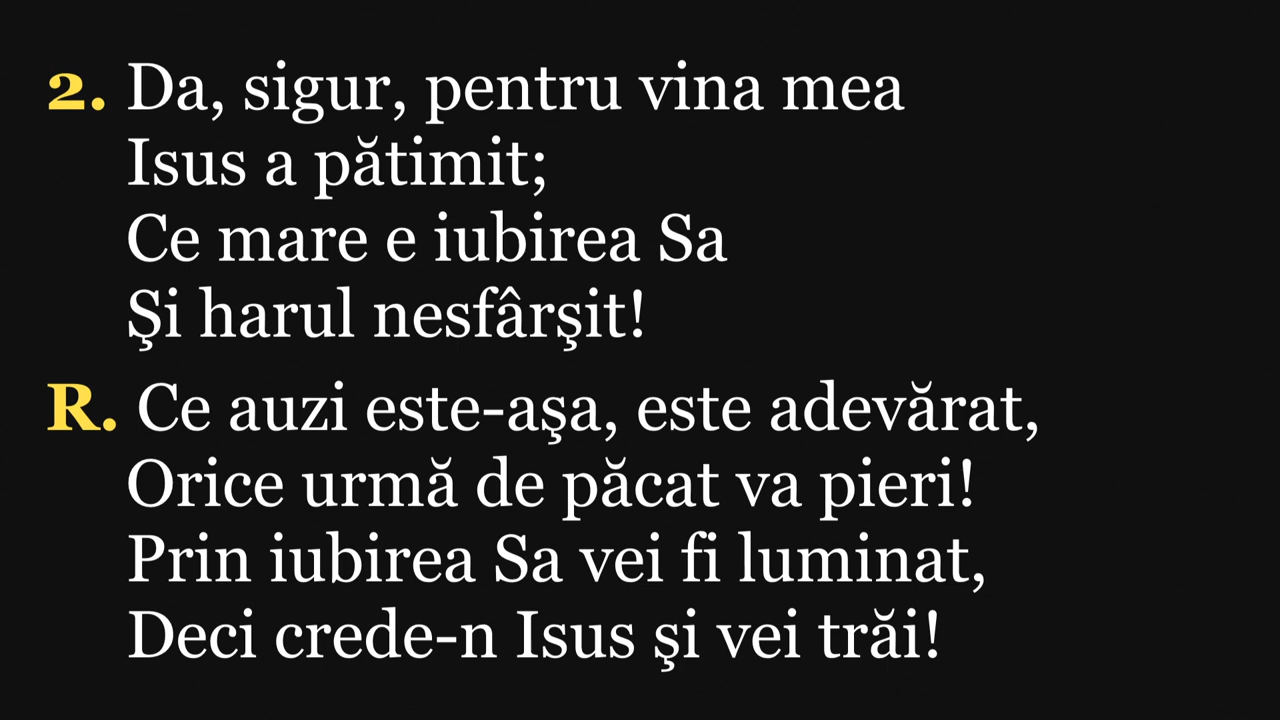 2. Da, sigur, pentru vina mea
Isus a pătimit;
Ce mare e iubirea Sa
Şi harul nesfârşit!
R. Ce auzi este-aşa, este adevărat,
Orice urmă de păcat va pieri!
Prin iubirea Sa vei fi luminat,
Deci crede-n Isus şi vei trăi!